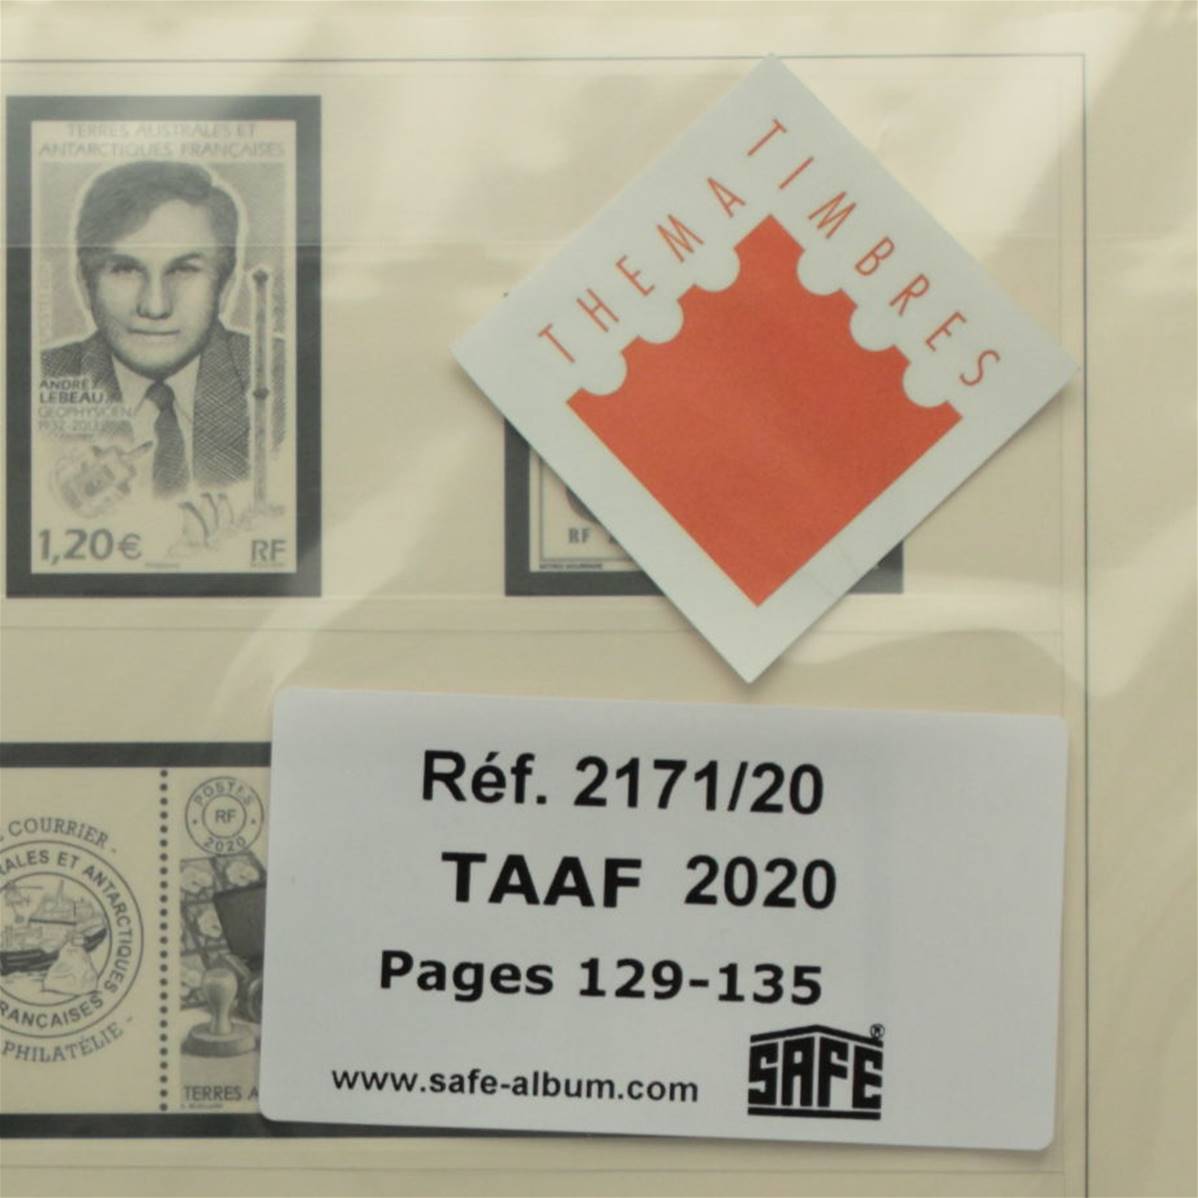 TERRES AUSTRALES ET
ANTARCTIQUES FRANÇAISES
ANDRÉ
LEBEAU
GÉOPHYSICIEN
1,20€
RF
THEMA TIMBRES
RF
COURRIER -
RALES ET ANTARCTIQUES
RANÇAISES
PHILATÉLIE -
POSTES
RF
2020
TERRES A
Réf. 2171/20
TAAF 2020
Pages 129-135
www.safe-album.com
SAFE®